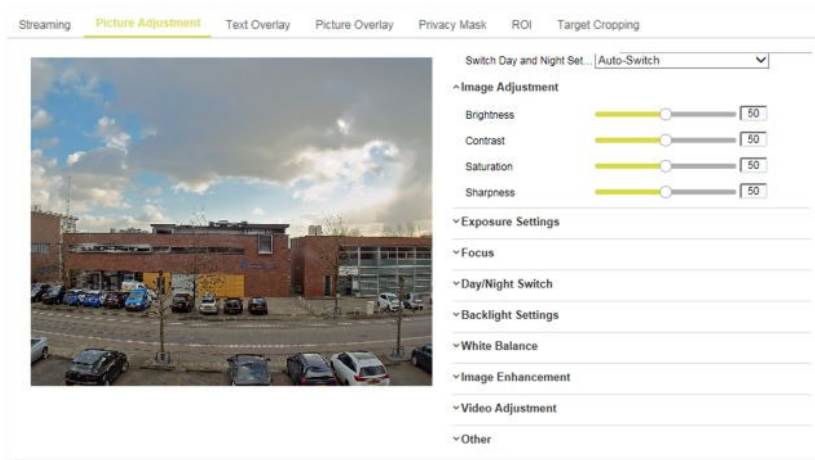 Streaming Picture Adjustment Text Overlay Picture Overlay Privacy Mask ROI Target Cropping
Switch Day and Night Set... Auto-Switch
Image Adjustment
Brightness 50
Contrast 50
Saturation 50
Sharpness 50
Exposure Settings
Focus
Day/Night Switch
Backlight Settings
White Balance
Image Enhancement
Video Adjustment
Other